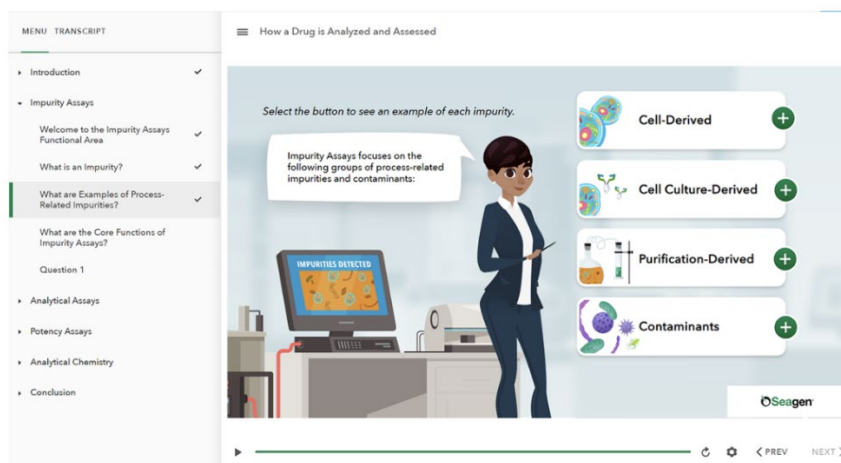 MENU TRANSCRIPT
Introduction
Impurity Assays
Welcome to the Impurity Assays
Functional Area
What is an Impurity?
What are Examples of Process-
Related Impurities?
What are the Core Functions of
Impurity Assays?
Question 1
Analytical Assays
Potency Assays
Analytical Chemistry
Conclusion
How a Drug is Analyzed and Assessed
Select the button to see an example of each impurity.
Impurity Assays focuses on the
following groups of process-related
impurities and contaminants:
IMPURITIES DETECTED
Cell-Derived
Cell Culture-Derived
Purification-Derived
Contaminants
Seagen
PREV
NEXT